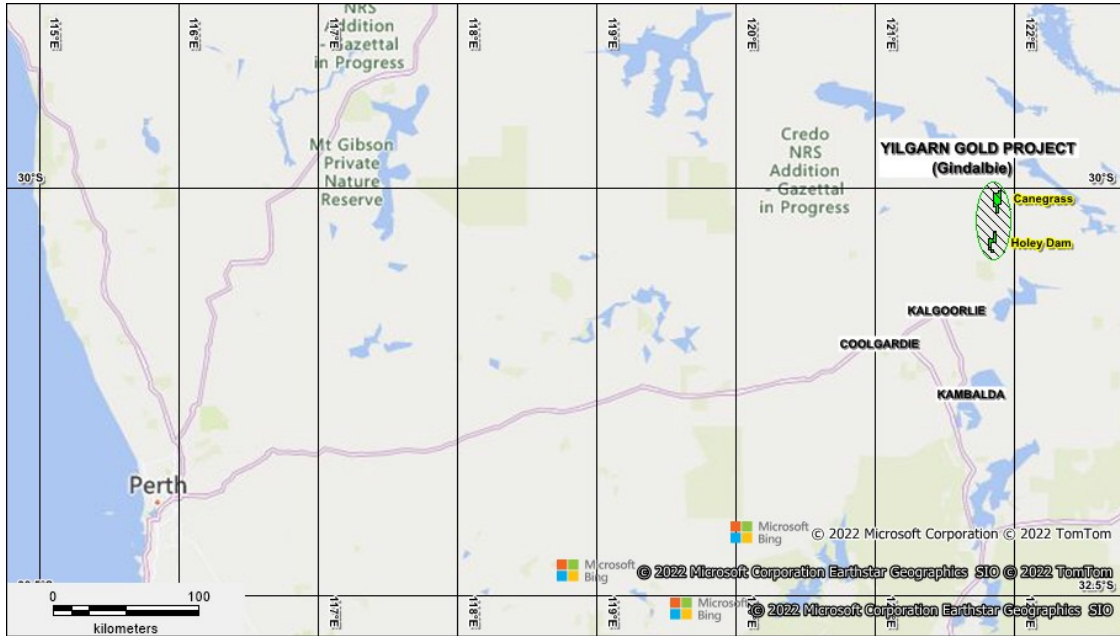 115°E
116°E
117°E
118°E
119°E
120°E
121°E
122°E
NRS
Addition
- Gazettal
in Progress
Mt Gibson
Private
Nature
Reserve
Credo
NRS
Addition
- Gazettal
in Progress
YILGARN GOLD PROJECT
(Gindalbie)
30°S
30°S
Canegrass
Holey Dam
KALGOORLIE
COOLGARDIE
KAMBALDA
Perth
Microsoft
Bing
© 2022 Microsoft Corporation © 2022 TomTom
Microsoft
Bing
© 2022 Microsoft Corporation Earthstar Geographics SIO © 2022 TomTom
32.5°S
Microsoft
Bing
© 2022 Microsoft Corporation Earthstar Geographics SIO
0 100
kilometers
117°E
118°E
119°E